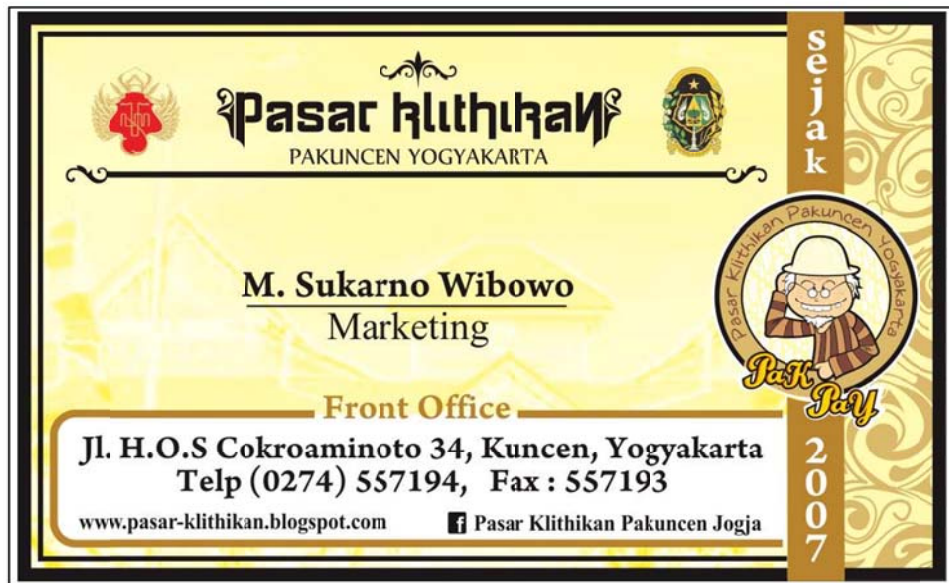 Pasar Klithikan
PAKUNCEN YOGYAKARTA
M. Sukarno Wibowo
Marketing
Front Office
Jl. H.O.S Cokroaminoto 34, Kuncen, Yogyakarta
Telp (0274) 557194, Fax : 557193
www.pasar-klithikan.blogspot.com
f Pasar Klithikan Pakuncen Jogja
sejak
Pasar Klithikan Pakuncen Yogyakarta
Pak Pay
2007